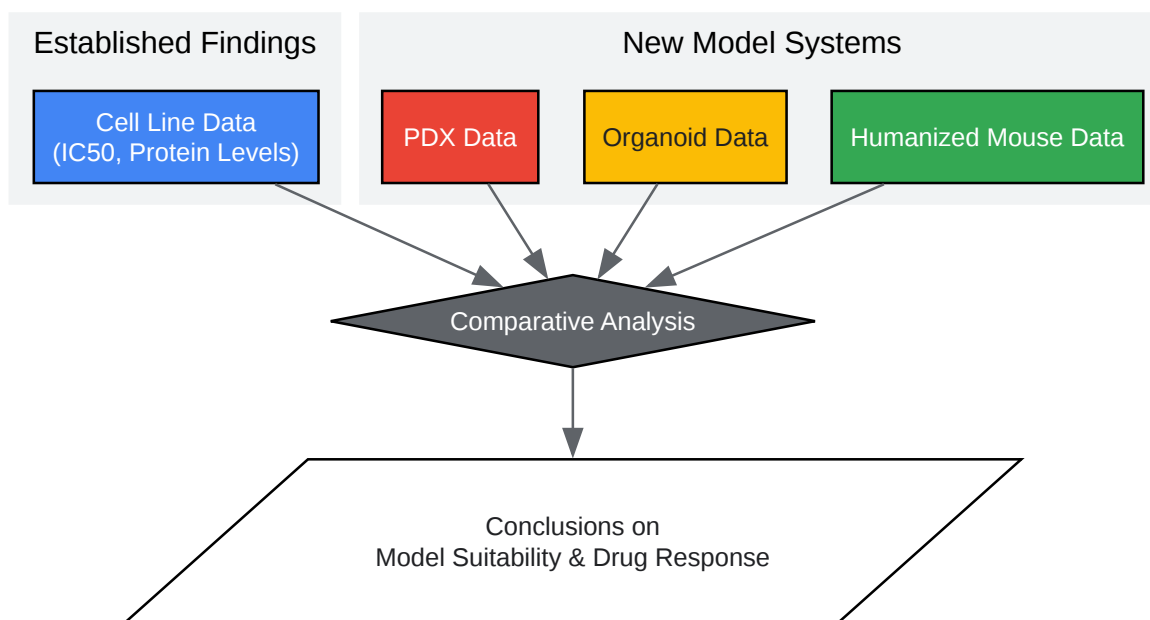 Established Findings
New Model Systems
Cell Line Data
(IC50, Protein Levels)
PDX Data
Organoid Data
Humanized Mouse Data
Comparative Analysis
Conclusions on
Model Suitability & Drug Response